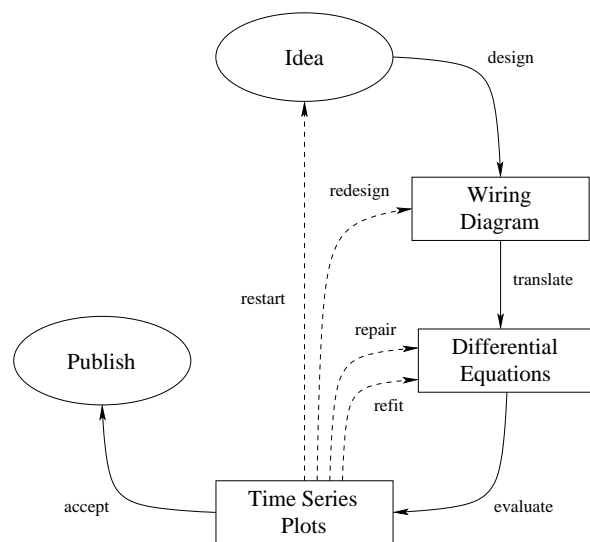 Idea
design
redesign
Wiring
Diagram
restart
translate
repair
Differential
Equations
Publish
refit
accept
Time Series
Plots
evaluate